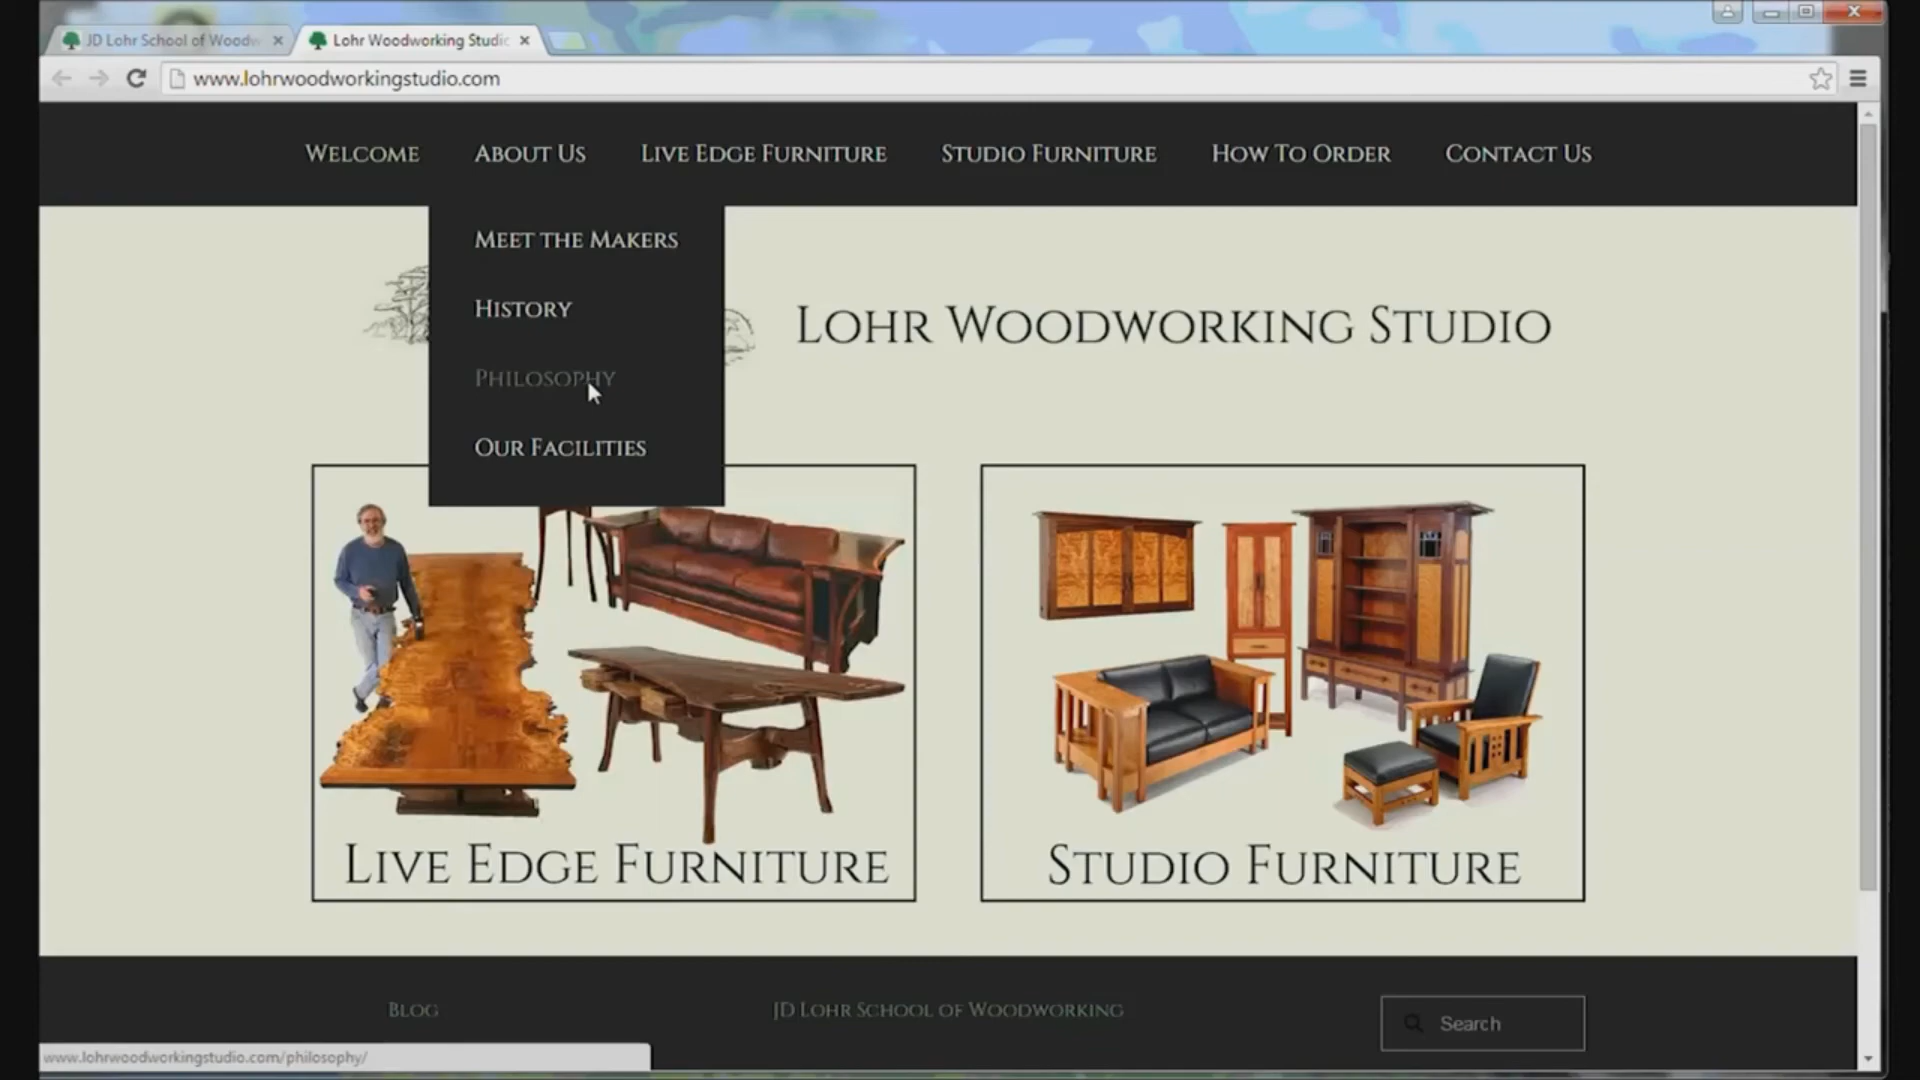 JD Lohr School of Woodw
Lohr Woodworking Studio
www.lohrwoodworkingstudio.com
WELCOME
ABOUT US
LIVE EDGE FURNITURE
STUDIO FURNITURE
HOW TO ORDER
CONTACT US
MEET THE MAKERS
HISTORY
PHILOSOPHY
OUR FACILITIES
LOHR WOODWORKING STUDIO
LIVE EDGE FURNITURE
STUDIO FURNITURE
BLOG
JD LOHR SCHOOL OF WOODWORKING
Search
www.lohrwoodworkingstudio.com/philosophy/